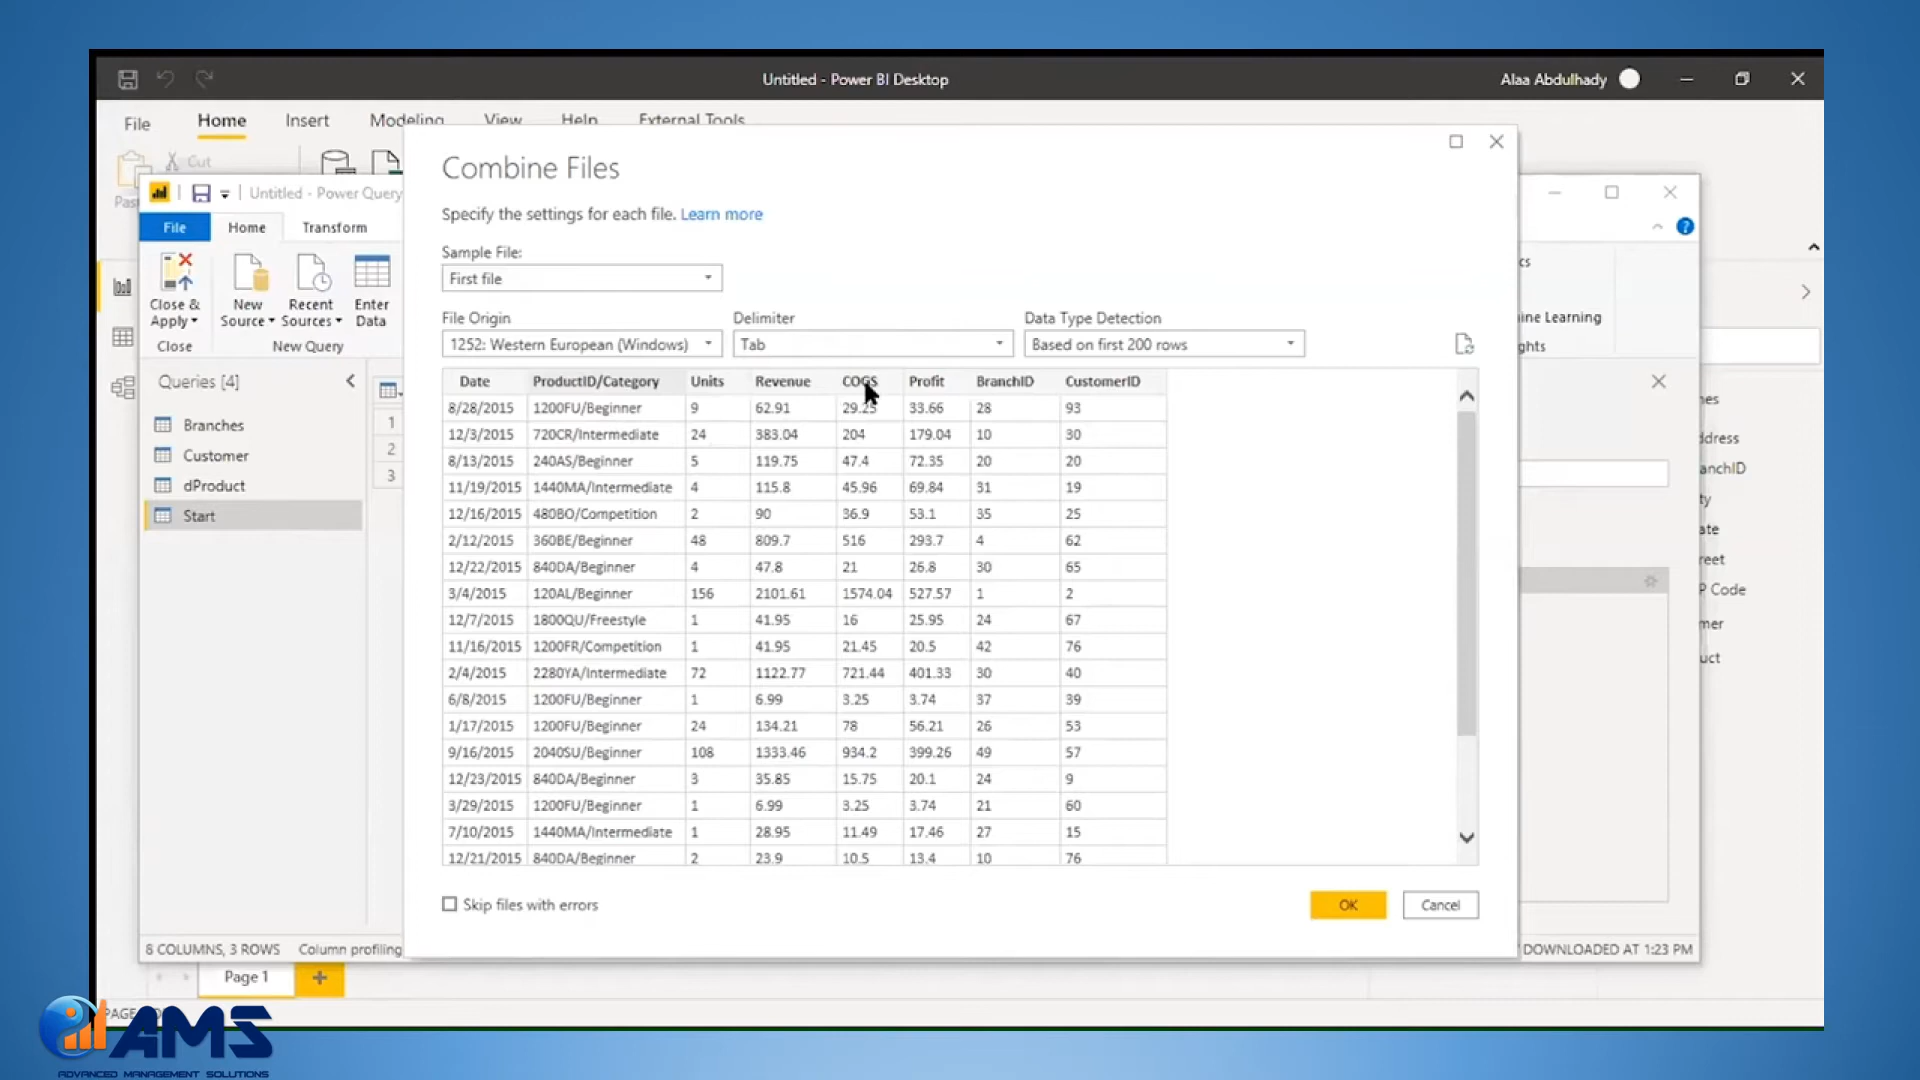 Untitled - Power BI Desktop
Alaa Abdulhady
File
Home
Insert
Modeling
View
Help
External Tools
Cut
Untitled - Power Query
File
Home
Transform
Close &
Apply
New
Source
Recent
Sources
Enter
Data
Close
New Query
Queries [4]
Branches
Customer
dProduct
Start
1
2
3
Combine Files
Specify the settings for each file. Learn more
Sample File:
First file
File Origin
Delimiter
Data Type Detection
1252: Western European (Windows)
Tab
Based on first 200 rows
Date ProductID/Category Units Revenue COGS Profit BranchID CustomerID
8/28/2015 1200FU/Beginner 9 62.91 29.25 33.66 28 93
12/3/2015 720CR/Intermediate 24 383.04 204 179.04 10 30
8/13/2015 240AS/Beginner 5 119.75 47.4 72.35 20 20
11/19/2015 1440MA/Intermediate 4 115.8 45.96 69.84 31 19
12/16/2015 480BO/Competition 2 90 36.9 53.1 35 25
2/12/2015 360BE/Beginner 48 809.7 516 293.7 4 62
12/22/2015 840DA/Beginner 4 47.8 21 26.8 30 65
3/4/2015 120AL/Beginner 156 2101.61 1574.04 527.57 1 2
12/7/2015 1800QU/Freestyle 1 41.95 16 25.95 24 67
11/16/2015 1200FR/Competition 1 41.95 21.45 20.5 42 76
2/4/2015 2280YA/Intermediate 72 1122.77 721.44 401.33 30 40
6/8/2015 1200FU/Beginner 1 6.99 3.25 3.74 37 39
1/17/2015 1200FU/Beginner 24 134.21 78 56.21 26 53
9/16/2015 2040SU/Beginner 108 1333.46 934.2 399.26 49 57
12/23/2015 840DA/Beginner 3 35.85 15.75 20.1 24 9
3/29/2015 1200FU/Beginner 1 6.99 3.25 3.74 21 60
7/10/2015 1440MA/Intermediate 1 28.95 11.49 17.46 27 15
12/21/2015 840DA/Beginner 2 23.9 10.5 13.4 10 76
Skip files with errors
OK
Cancel
Learning
Code
8 COLUMNS, 3 ROWS
Column profiling
DOWNLOADED AT 1:23 PM
Page 1
AMS
ADVANCED MANAGEMENT SOLUTIONS